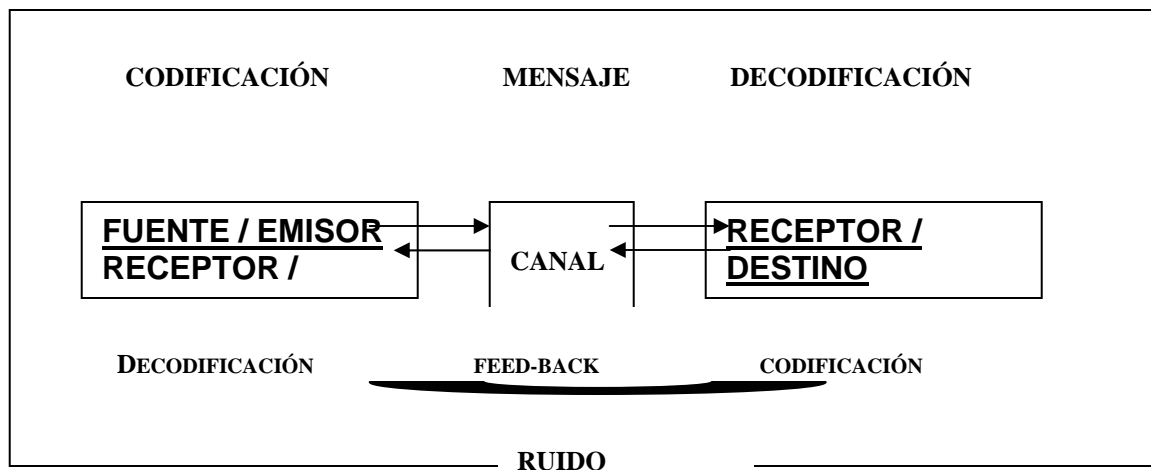 CODIFICACIÓN MENSAJE DECODIFICACIÓN
FUENTE / EMISOR
RECEPTOR /
CANAL
RECEPTOR /
DESTINO
DECODIFICACIÓN FEED-BACK CODIFICACIÓN
RUIDO